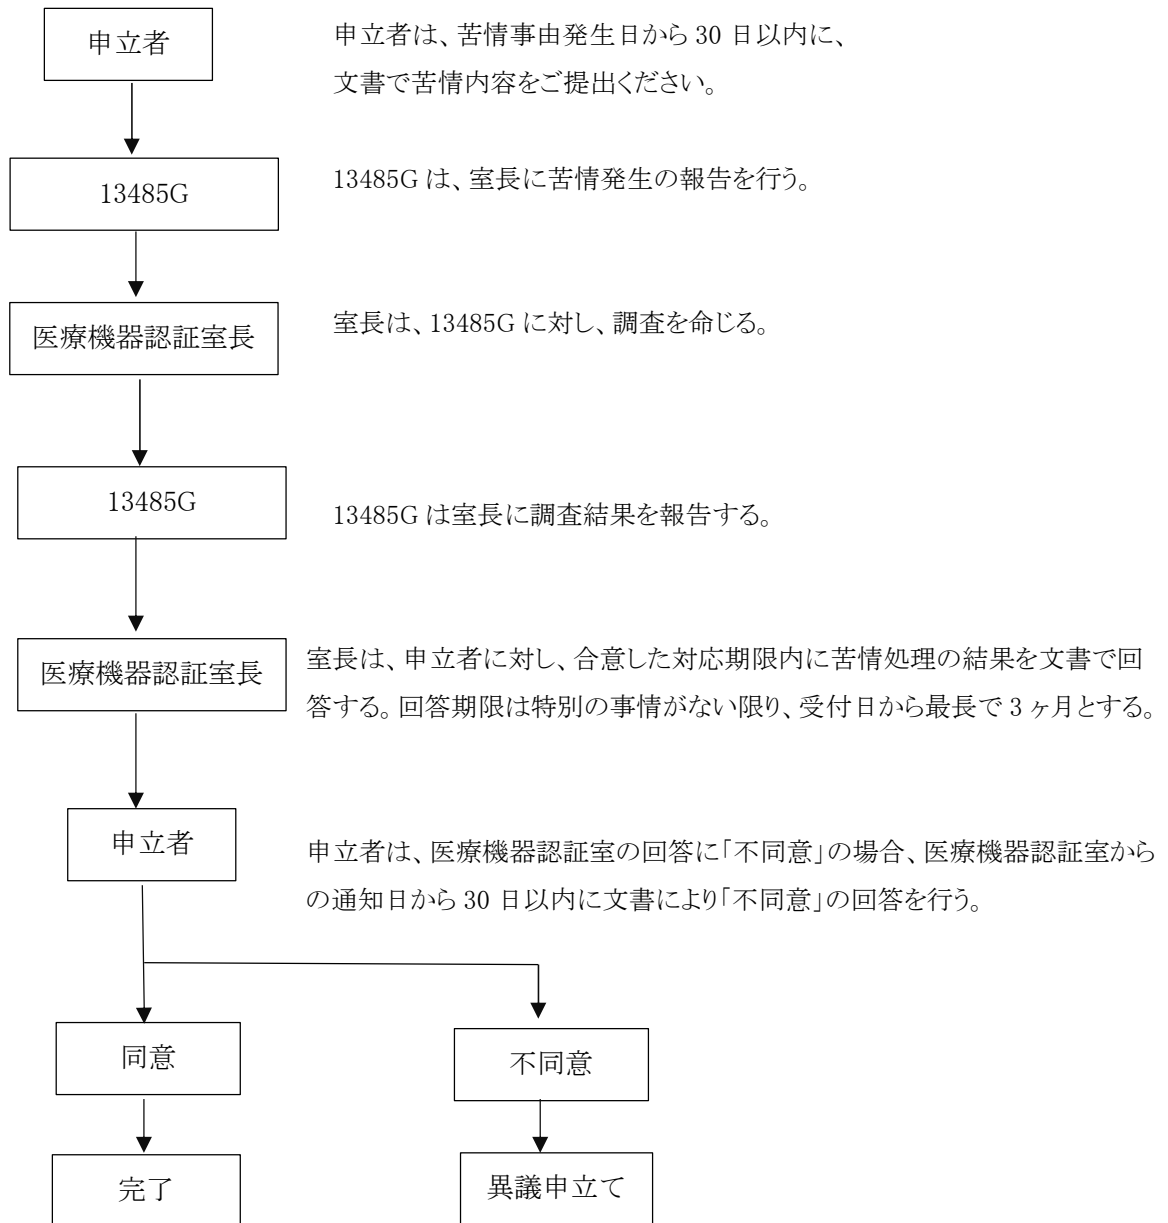 申立者
申立者は、苦情事由発生日から 30 日以内に、
文書で苦情内容をご提出ください。
13485G
13485G は、室長に苦情発生の報告を行う。
医療機器認証室長
室長は、13485G に対し、調査を命じる。
13485G
13485G は室長に調査結果を報告する。
医療機器認証室長
室長は、申立者に対し、合意した対応期限内に苦情処理の結果を文書で回
答する。回答期限は特別の事情がない限り、受付日から最長で 3 ヶ月とする。
申立者
申立者は、医療機器認証室の回答に「不同意」の場合、医療機器認証室から
の通知日から 30 日以内に文書により「不同意」の回答を行う。
同意
不同意
完了
異議申立て